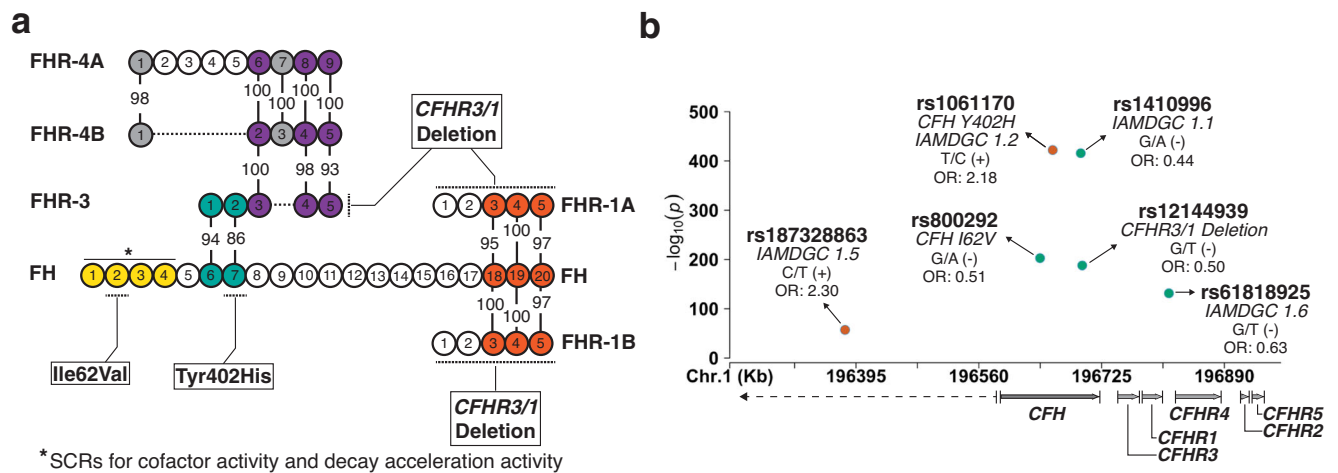 a
FHR-4A
1 2 3 4 5 6 7 8 9
98 100 100 100 100
FHR-4B
1 2 3 4 5
100 98 93
CFHR3/1
Deletion
FHR-3
1 2 3 4 5
1 2 3 4 5
FHR-1A
94 86
95 100 97
*
FH
1 2 3 4 5 6 7 8 9 10 11 12 13 14 15 16 17 18 19 20
FH
100 100 97
Ile62Val
Tyr402His
1 2 3 4 5
FHR-1B
CFHR3/1
Deletion
*SCRs for cofactor activity and decay acceleration activity
b
500
400
300
200
100
0
−log10(p)
rs1061170
CFH Y402H
IAMDGC 1.2
T/C (+)
OR: 2.18
rs1410996
IAMDGC 1.1
G/A (-)
OR: 0.44
rs187328863
IAMDGC 1.5
C/T (+)
OR: 2.30
rs800292
CFH I62V
G/A (-)
OR: 0.51
rs12144939
CFHR3/1 Deletion
G/T (-)
OR: 0.50
rs61818925
IAMDGC 1.6
G/T (-)
OR: 0.63
Chr.1 (Kb)
196395 196560 196725 196890
CFH
CFHR4
CFHR5
CFHR2
CFHR1
CFHR3